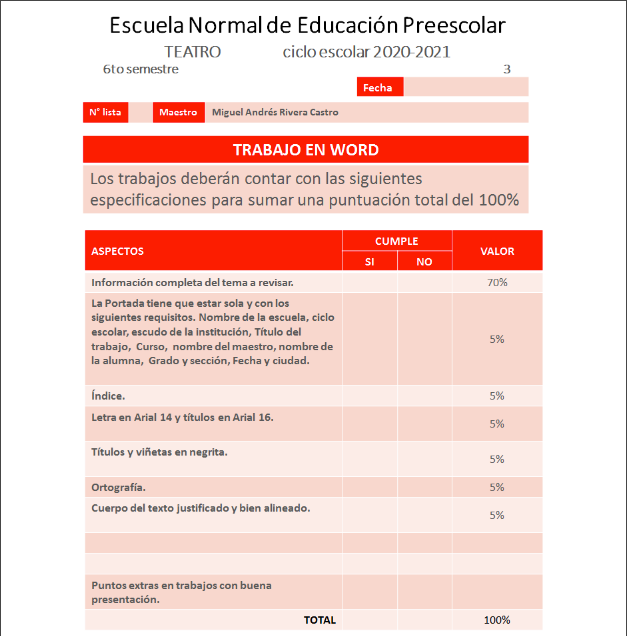 Escuela Normal de Educación Preescolar
TEATRO ciclo escolar 2020-2021
6to semestre 3
Fecha
N° lista Maestro Miguel Andrés Rivera Castro
TRABAJO EN WORD
Los trabajos deberán contar con las siguientes
especificaciones para sumar una puntuación total del 100%
ASPECTOS CUMPLE VALOR
SI NO
Información completa del tema a revisar. 70%
La Portada tiene que estar sola y con los
siguientes requisitos. Nombre de la escuela, ciclo
escolar, escudo de la institución, Título del
trabajo, Curso, nombre del maestro, nombre de
la alumna, Grado y sección, Fecha y ciudad.
5%
Índice. 5%
Letra en Arial 14 y títulos en Arial 16. 5%
Títulos y viñetas en negrita. 5%
Ortografía. 5%
Cuerpo del texto justificado y bien alineado. 5%
Puntos extras en trabajos con buena
presentación.
TOTAL 100%